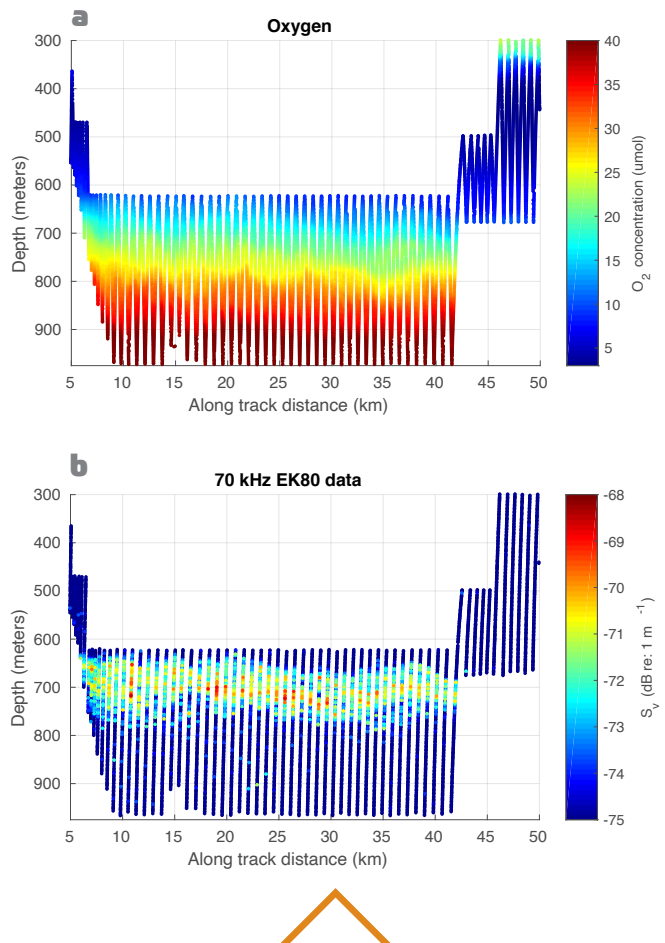 a
Oxygen
300
400
500
600
700
800
900
Depth (meters)
5 10 15 20 25 30 35 40 45 50
Along track distance (km)
40
35
30
25
20
15
10
5
O₂ concentration (umol)
b
70 kHz EK80 data
300
400
500
600
700
800
900
Depth (meters)
5 10 15 20 25 30 35 40 45 50
Along track distance (km)
-68
-69
-70
-71
-72
-73
-74
-75
Sᵥ (dB re: 1 m ⁻¹)